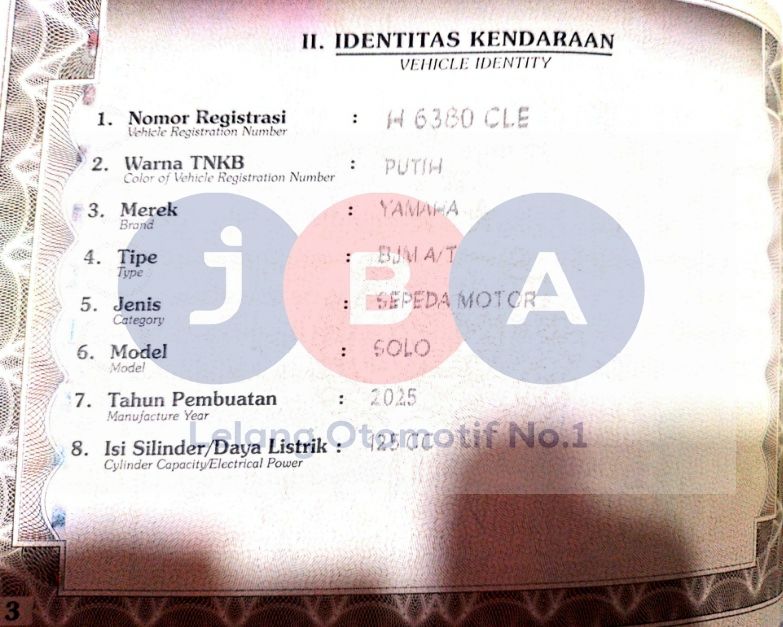 II. IDENTITAS KENDARAAN
VEHICLE IDENTITY
1. Nomor Registrasi : H 6380 CLE
Vehicle Registration Number
2. Warna TNKB : PUTIH
Color of Vehicle Registration Number
3. Merek : YAMAHA
Brand
4. Tipe : BJM A/T
Type
5. Jenis : SEPEDA MOTOR
Category
6. Model : SOLO
Model
7. Tahun Pembuatan : 2025
Manufacture Year
8. Isi Silinder/Daya Listrik : 125 CC
Cylinder Capacity/Electrical Power
JBA
Lelang Otomotif No.1
3